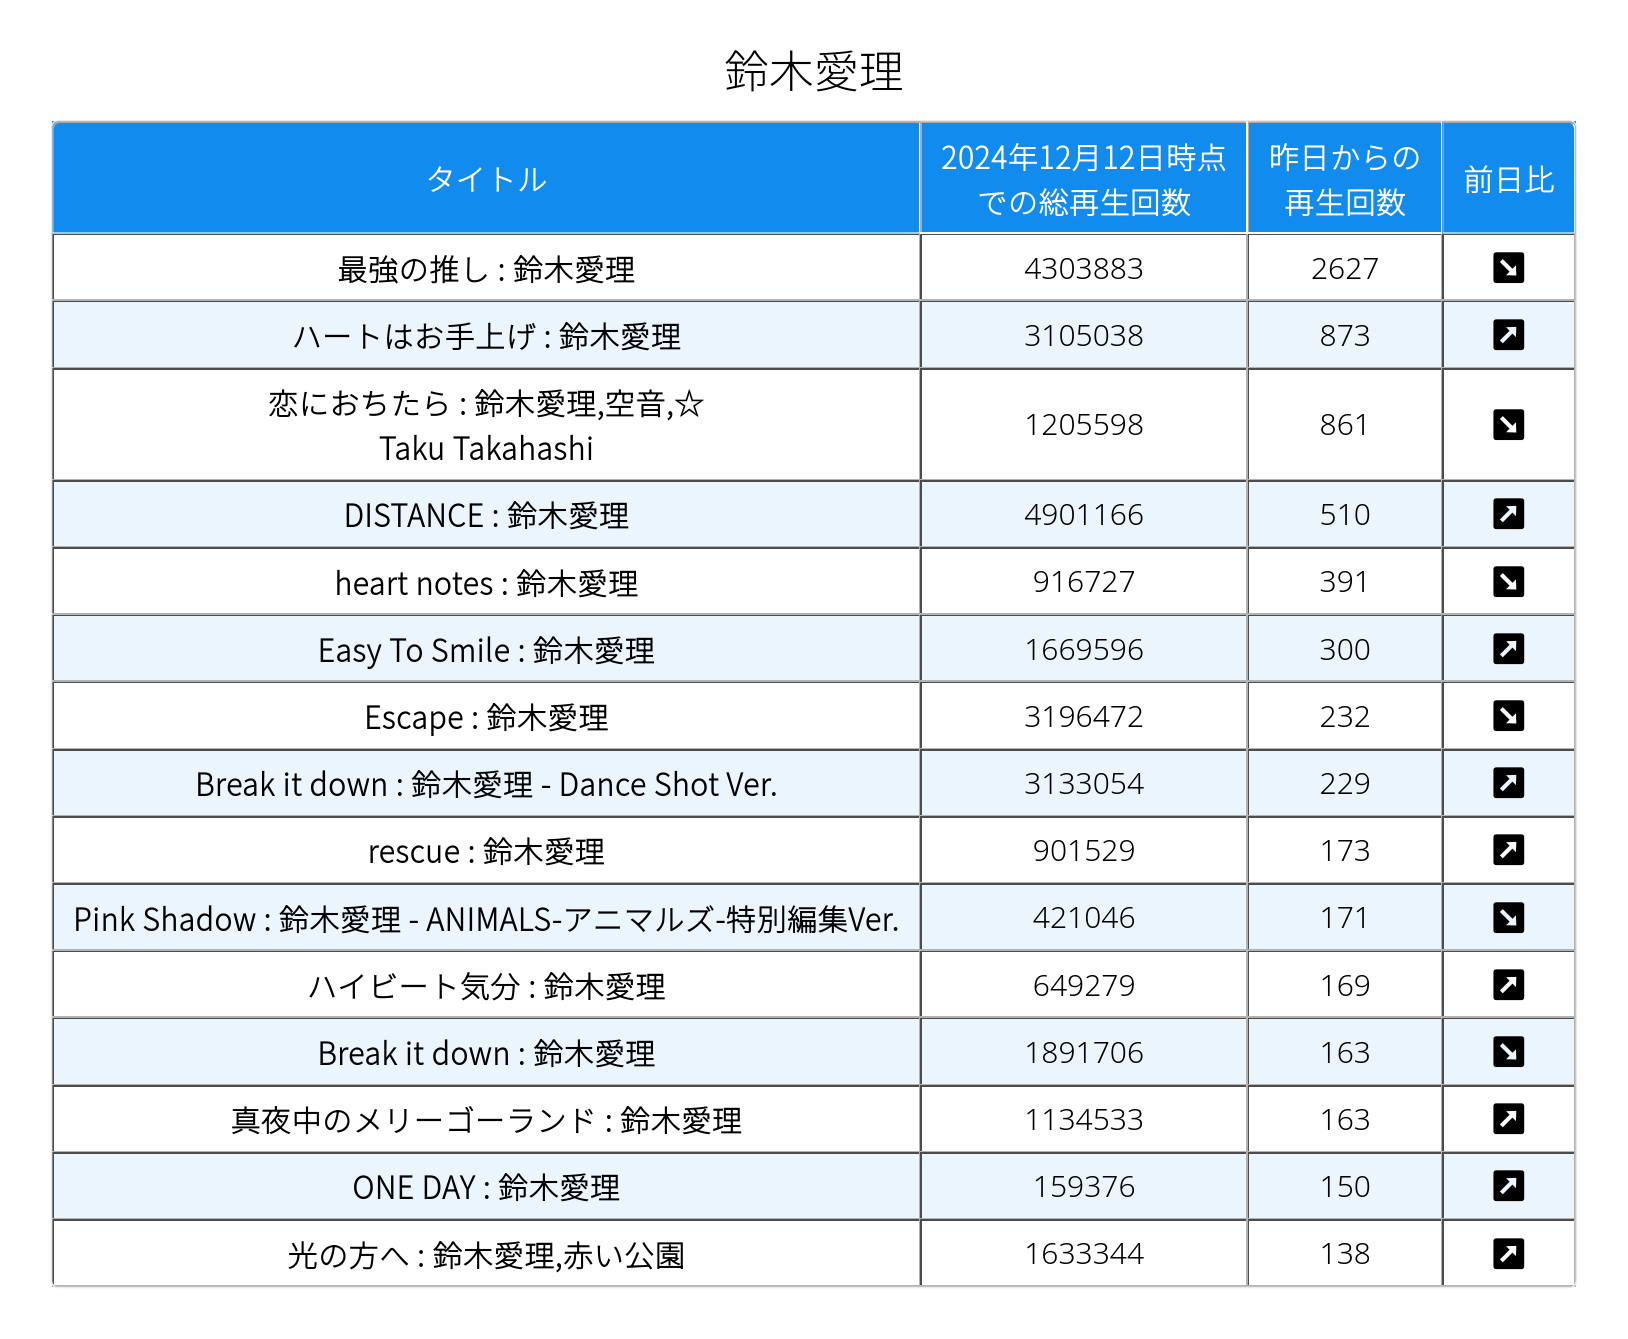 鈴木愛理
タイトル
2024年12月12日時点
での総再生回数
昨日からの
再生回数
前日比
最強の推し : 鈴木愛理 4303883 2627
ハートはお手上げ : 鈴木愛理 3105038 873
恋におちたら : 鈴木愛理,空音,☆
Taku Takahashi
1205598 861
DISTANCE : 鈴木愛理 4901166 510
heart notes : 鈴木愛理 916727 391
Easy To Smile : 鈴木愛理 1669596 300
Escape : 鈴木愛理 3196472 232
Break it down : 鈴木愛理 - Dance Shot Ver. 3133054 229
rescue : 鈴木愛理 901529 173
Pink Shadow : 鈴木愛理 - ANIMALS-アニマルズ-特別編集Ver. 421046 171
ハイビート気分 : 鈴木愛理 649279 169
Break it down : 鈴木愛理 1891706 163
真夜中のメリーゴーランド : 鈴木愛理 1134533 163
ONE DAY : 鈴木愛理 159376 150
光の方へ : 鈴木愛理,赤い公園 1633344 138